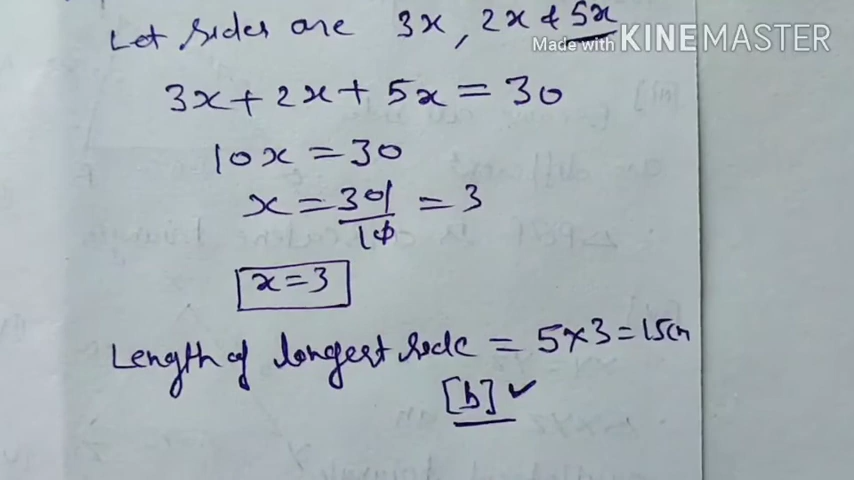 Let sides are 3x, 2x & 5x
Made with KINEMASTER
3x + 2x + 5x = 30
10x = 30
x = 30/10 = 3
x = 3
Length of longest side = 5×3 = 15cm
[b] ✓